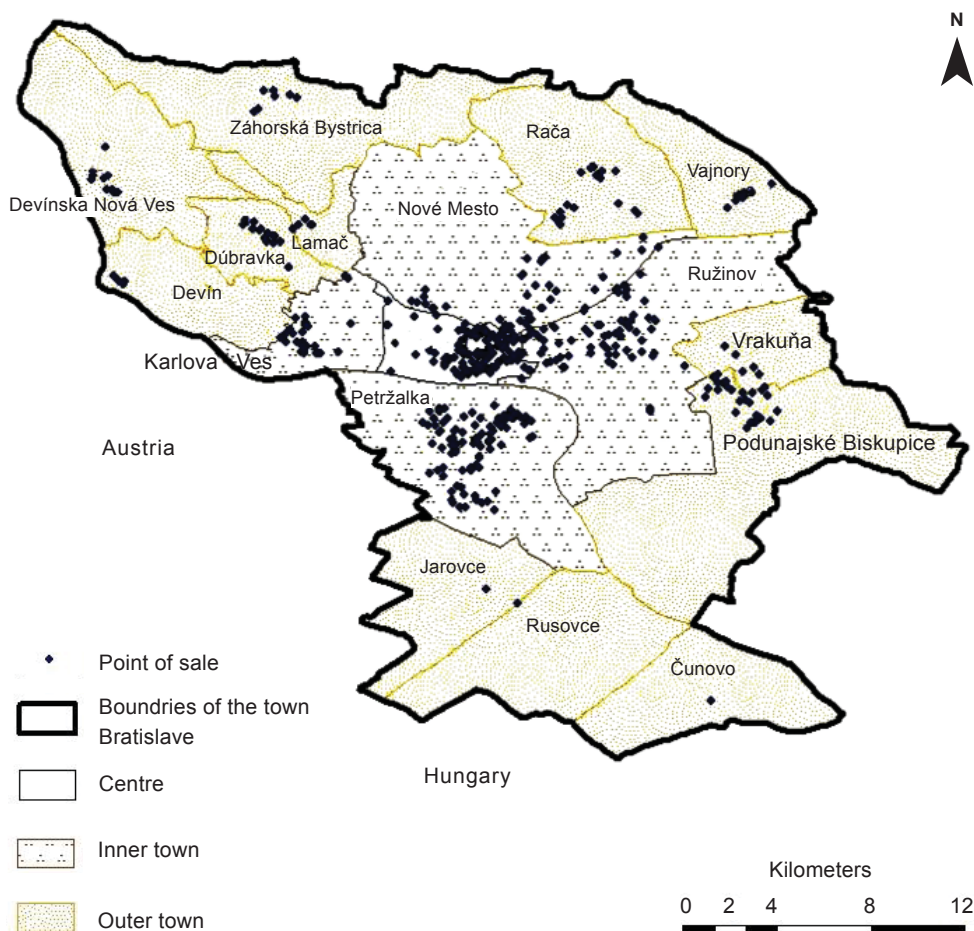 N
Záhorská Bystrica
Rača
Vajnory
Devínska Nová Ves
Nové Mesto
Lamač
Dúbravka
Ružinov
Devín
Vrakuňa
Karlova Ves
Petržalka
Podunajské Biskupice
Austria
Jarovce
Rusovce
Čunovo
Hungary
Point of sale
Boundries of the town
Bratislave
Centre
Inner town
Outer town
Kilometers
0 2 4 8 12